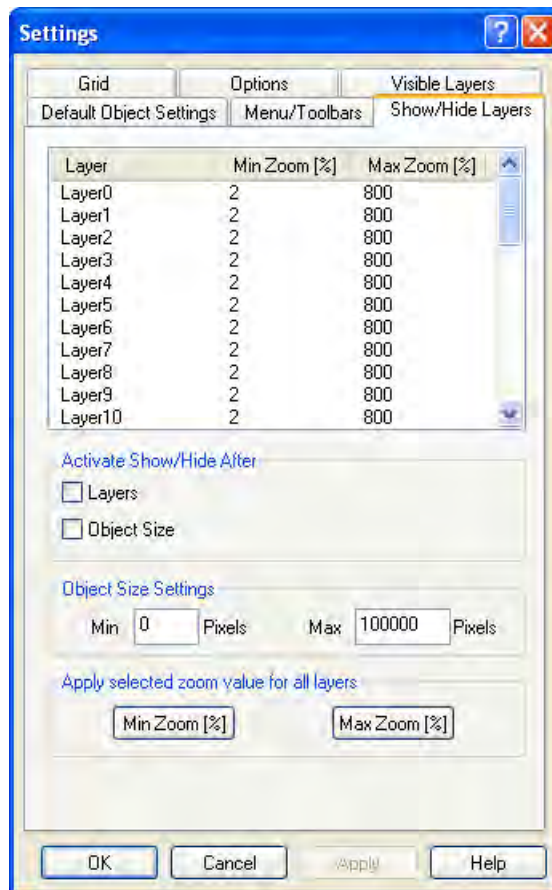 Settings
Grid Options Visible Layers
Default Object Settings Menu/Toolbars Show/Hide Layers
Layer Min Zoom [%] Max Zoom [%]
Layer0 2 800
Layer1 2 800
Layer2 2 800
Layer3 2 800
Layer4 2 800
Layer5 2 800
Layer6 2 800
Layer7 2 800
Layer8 2 800
Layer9 2 800
Layer10 2 800
Activate Show/Hide After
Layers
Object Size
Object Size Settings
Min 0 Pixels Max 100000 Pixels
Apply selected zoom value for all layers
Min Zoom [%] Max Zoom [%]
OK Cancel Apply Help